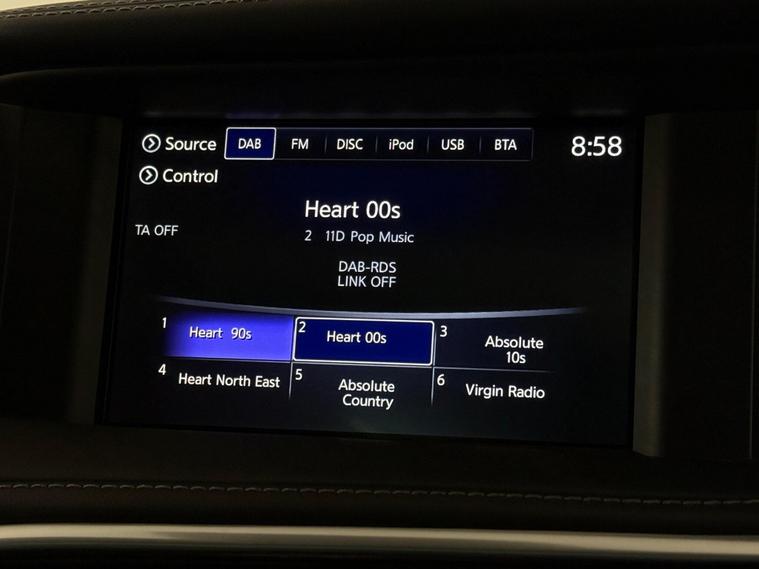 Source DAB FM DISC iPod USB BTA 8:58
Control
Heart 00s
TA OFF
2 11D Pop Music
DAB-RDS
LINK OFF
1 Heart 90s
2 Heart 00s
3 Absolute
10s
4 Heart North East
5 Absolute
Country
6 Virgin Radio